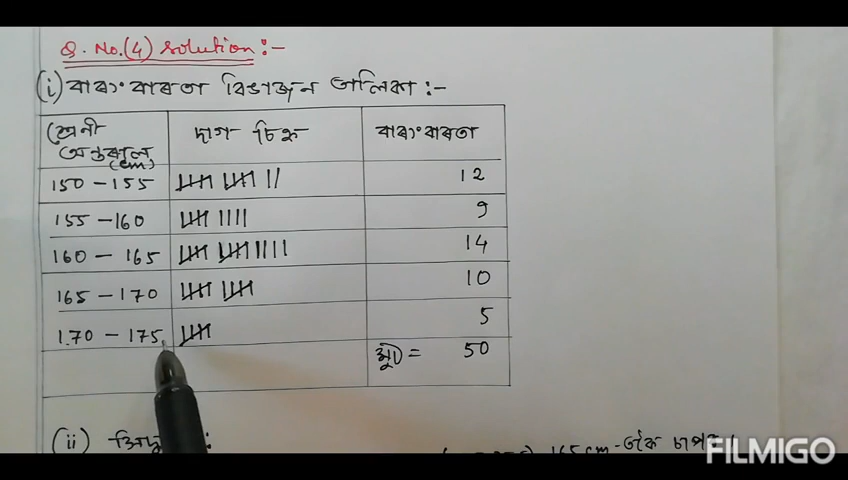 Q. No.(4) solution:-
(i) বাৰংবাৰতা বিভাজন তালিকা :-
শ্ৰেনী অন্তৰাল (cm) দাগ চিহ্ন বাৰংবাৰতা
150 - 155 12
155 - 160 9
160 - 165 14
165 - 170 10
170 - 175 5
মুঠ = 50
(ii)
165 cm
FILMIGO